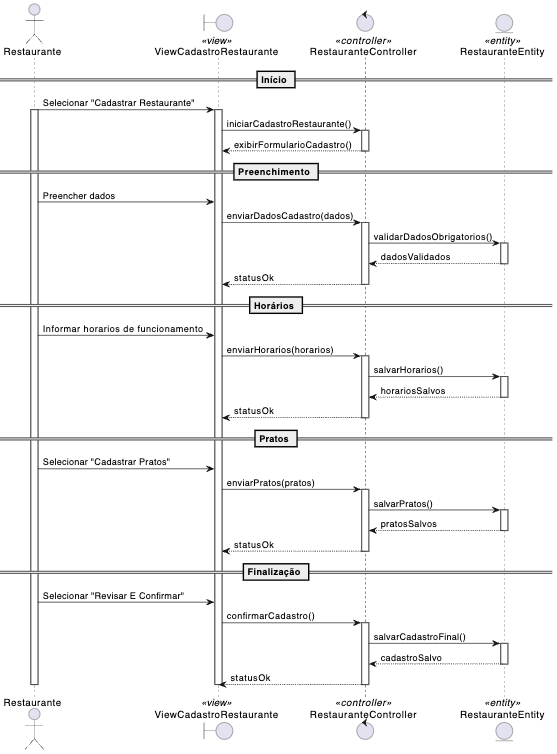 «view» «controller» «entity»
Restaurante ViewCadastroRestaurante RestauranteController RestauranteEntity
Início
Selecionar "Cadastrar Restaurante"
iniciarCadastroRestaurante()
exibirFormularioCadastro()
Preenchimento
Preencher dados
enviarDadosCadastro(dados)
validarDadosObrigatorios()
dadosValidados
statusOk
Horários
Informar horarios de funcionamento
enviarHorarios(horarios)
salvarHorarios()
horariosSalvos
statusOk
Pratos
Selecionar "Cadastrar Pratos"
enviarPratos(pratos)
salvarPratos()
pratosSalvos
statusOk
Finalização
Selecionar "Revisar E Confirmar"
confirmarCadastro()
salvarCadastroFinal()
cadastroSalvo
statusOk
Restaurante «view» «controller» «entity»
ViewCadastroRestaurante RestauranteController RestauranteEntity